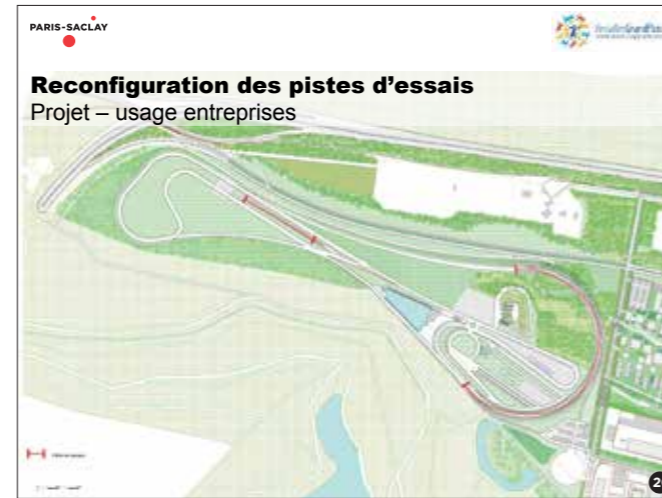 PARIS-SACLAY
Reconfiguration des pistes d’essais
Projet – usage entreprises
2